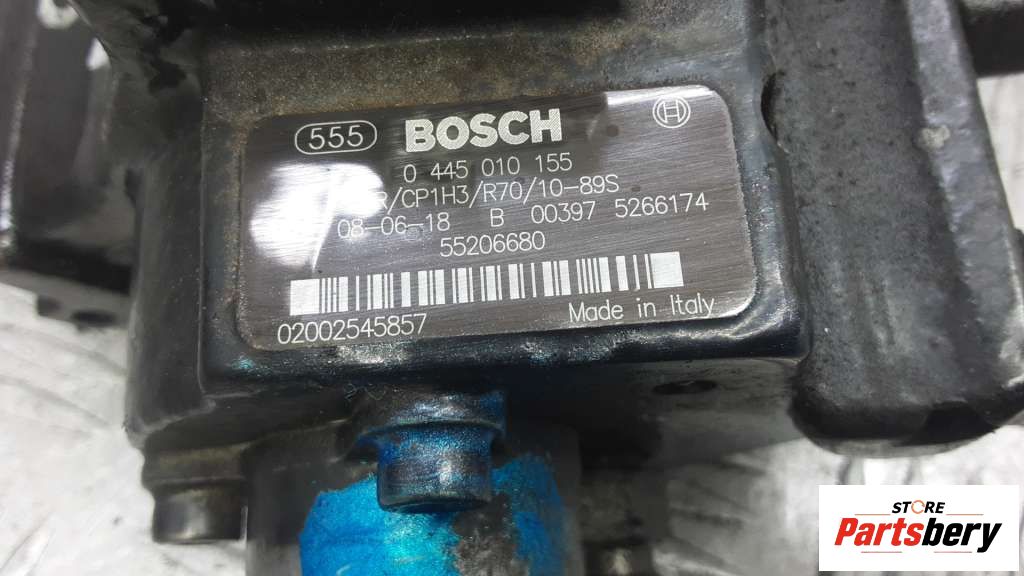 555 BOSCH
0 445 010 155
R/CP1H3/R70/10-89S
08-06-18 B 00397 5266174
55206680
02002545857 Made in Italy
STORE
Partsbery